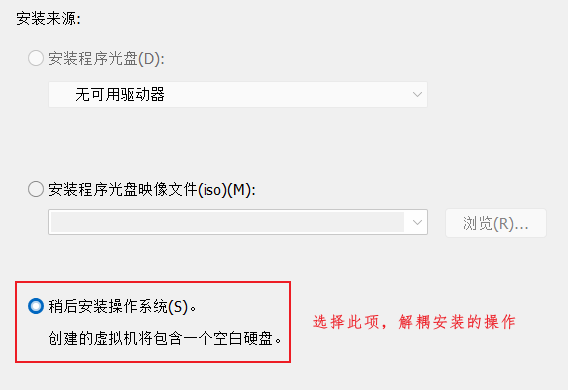 安装来源:
安装程序光盘(D):
无可用驱动器
安装程序光盘映像文件(iso)(M):
浏览(R)...
稍后安装操作系统(S)。
创建的虚拟机将包含一个空白硬盘。
选择此项，解耦安装的操作